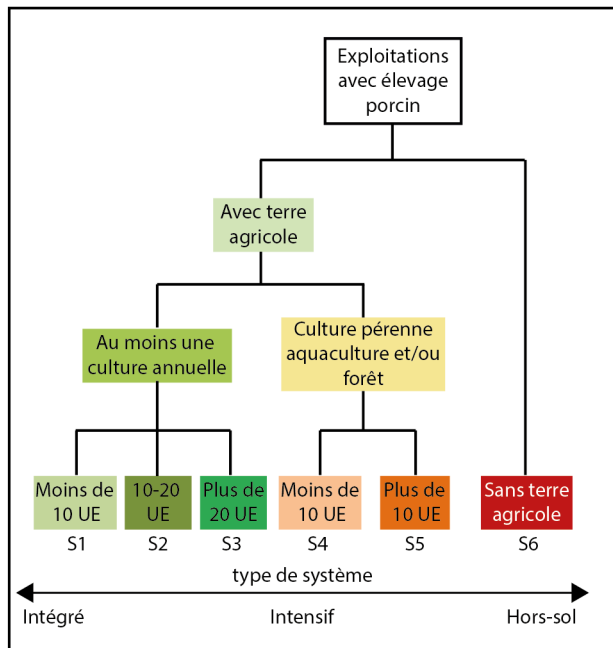 Exploitations
avec élevage
porcin
Avec terre
agricole
Au moins une
culture annuelle
Culture pérenne
aquaculture et/ou
forêt
Moins de
10 UE
10-20
UE
Plus de
20 UE
Moins de
10 UE
Plus de
10 UE
Sans terre
agricole
S1
S2
S3
S4
S5
S6
type de système
Intégré
Intensif
Hors-sol